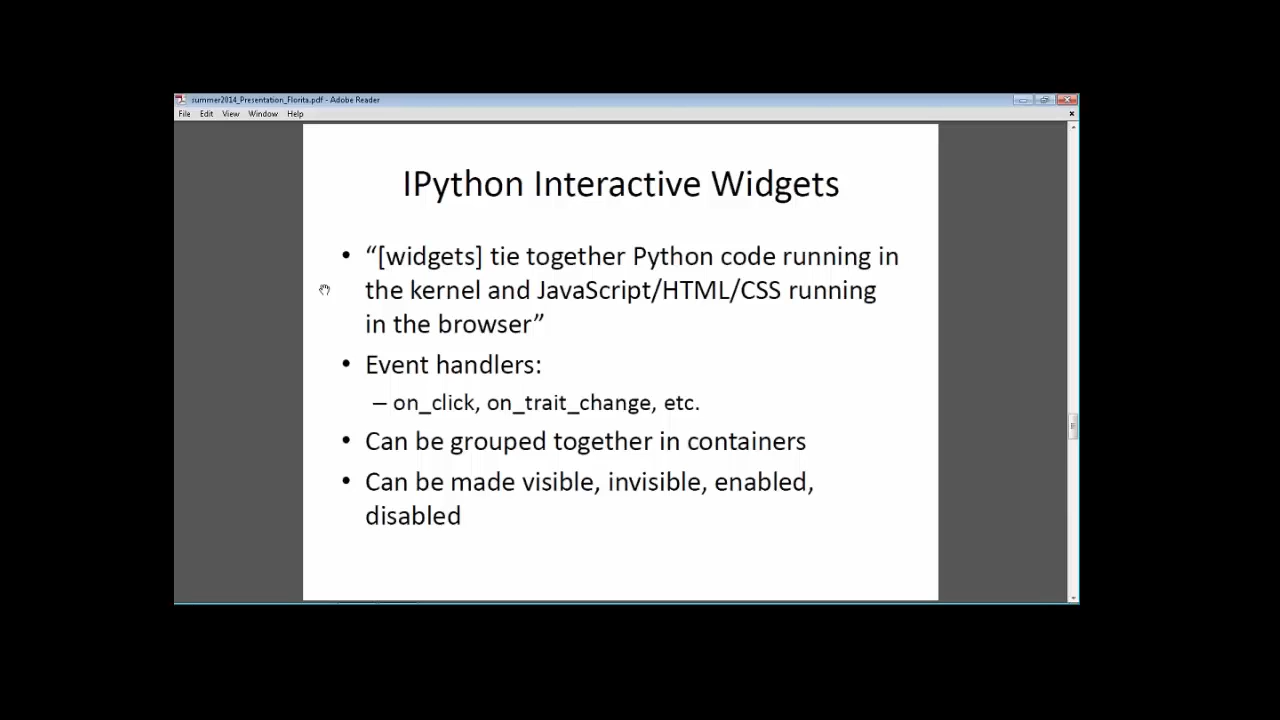 summer2014_Presentation_Florita.pdf - Adobe Reader
File Edit View Window Help
IPython Interactive Widgets
• “[widgets] tie together Python code running in
the kernel and JavaScript/HTML/CSS running
in the browser”
• Event handlers:
– on_click, on_trait_change, etc.
• Can be grouped together in containers
• Can be made visible, invisible, enabled,
disabled